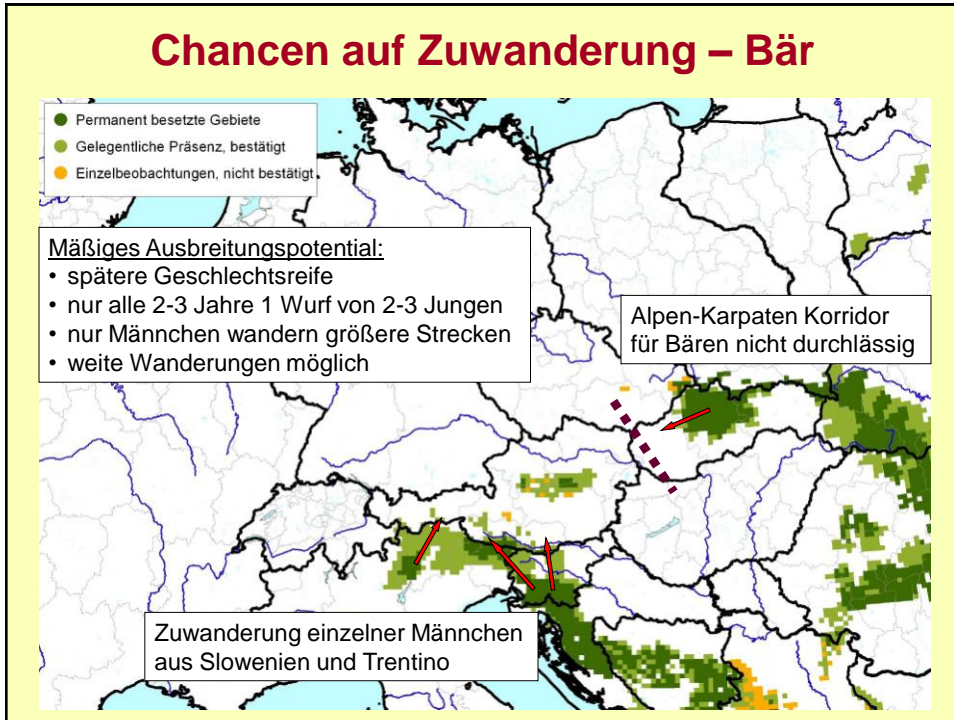 Chancen auf Zuwanderung – Bär
Permanent besetzte Gebiete
Gelegentliche Präsenz, bestätigt
Einzelbeobachtungen, nicht bestätigt
Mäßiges Ausbreitungspotential:
• spätere Geschlechtsreife
• nur alle 2-3 Jahre 1 Wurf von 2-3 Jungen
• nur Männchen wandern größere Strecken
• weite Wanderungen möglich
Alpen-Karpaten Korridor
für Bären nicht durchlässig
Zuwanderung einzelner Männchen
aus Slowenien und Trentino